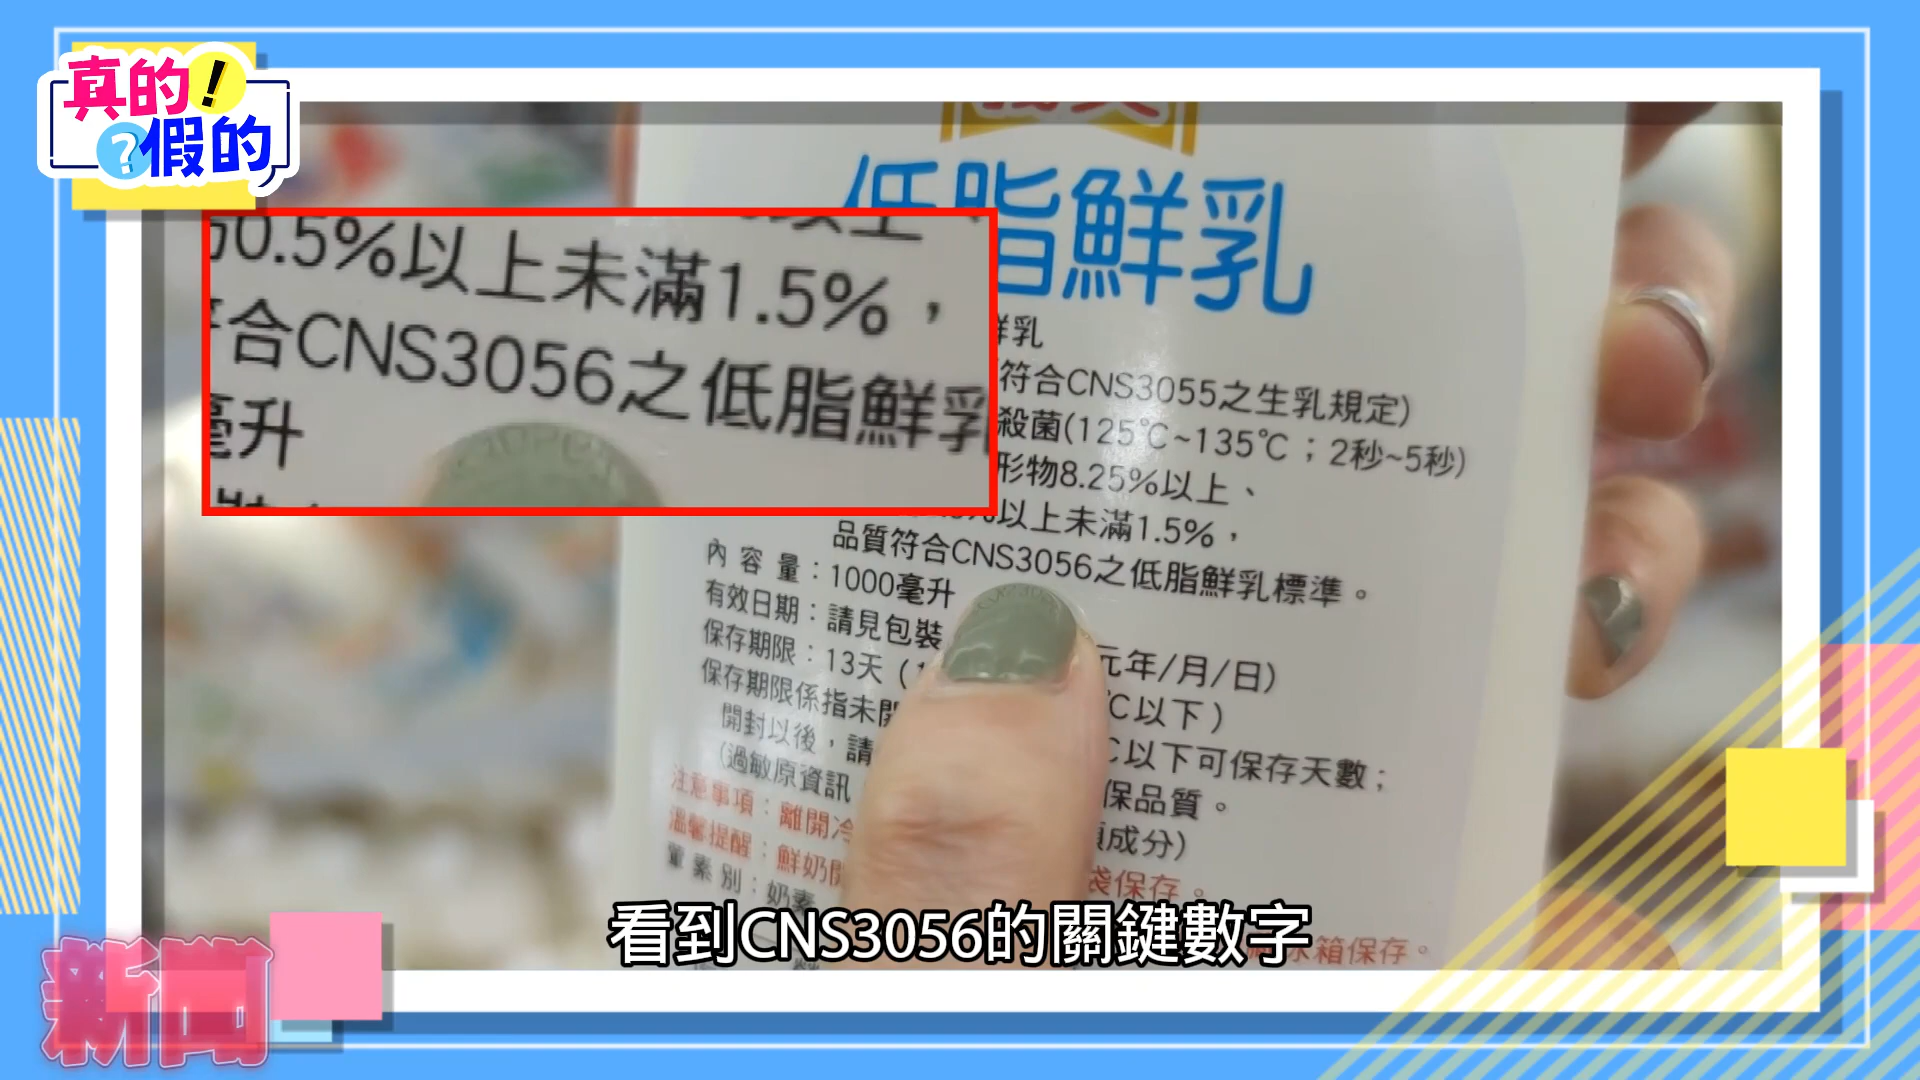 真的!
?假的
低脂鮮乳
0.5%以上未滿1.5%，
合CNS3056之低脂鮮乳
毫升
鮮乳
符合CNS3055之生乳規定)
殺菌(125℃~135℃；2秒~5秒)
形物8.25%以上、
%以上未滿1.5%，
品質符合CNS3056之低脂鮮乳標準。
內容量：1000毫升
有效日期：請見包裝
元年/月/日)
保存期限：13天(
℃以下)
保存期限係指未開
℃以下可保存天數；
開封以後，請
保品質。
(過敏原資訊
成分)
注意事項：離開冷
保存。
溫馨提醒：鮮奶開
冰箱保存。
葷素別：奶素
看到CNS3056的關鍵數字
新聞